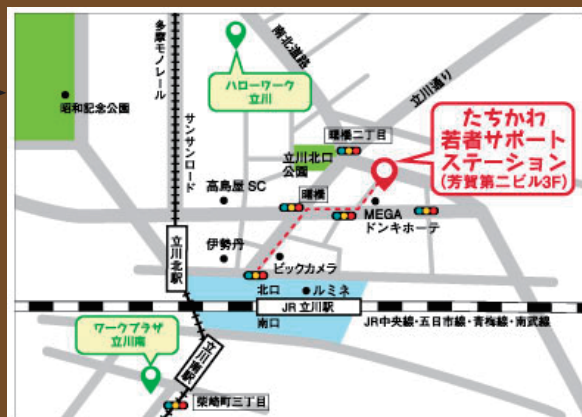 多摩モノレール
南北道路
立川通り
ハローワーク
立川
昭和記念公園
サンサンロード
曙橋二丁目
たちかわ
若者サポート
ステーション
(芳賀第二ビル3F)
立川北口
公園
高島屋 SC
曙橋
MEGA
ドンキホーテ
伊勢丹
立川北駅
ビックカメラ
北口
ルミネ
JR 立川駅
南口
JR中央線・五日市線・青梅線・南武線
ワークプラザ
立川南
立川南駅
柴崎町三丁目